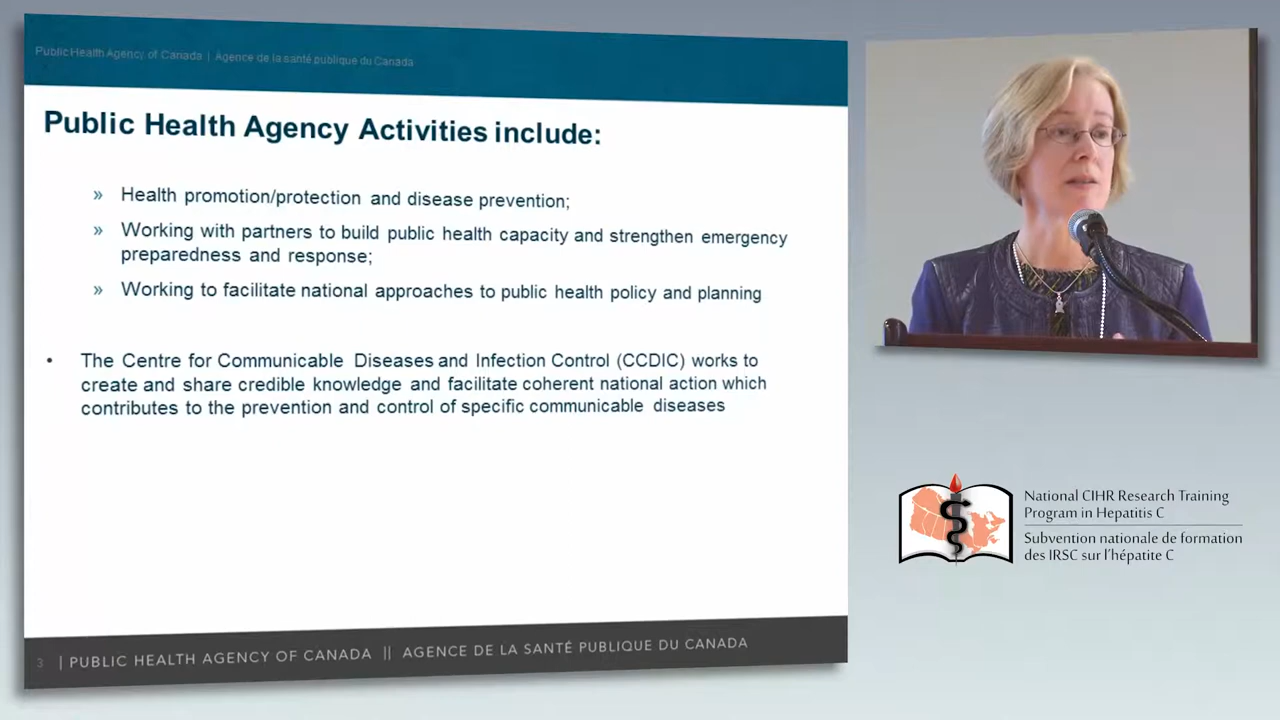 Public Health Agency of Canada | Agence de la santé publique du Canada
Public Health Agency Activities include:
» Health promotion/protection and disease prevention;
» Working with partners to build public health capacity and strengthen emergency
preparedness and response;
» Working to facilitate national approaches to public health policy and planning
• The Centre for Communicable Diseases and Infection Control (CCDIC) works to
create and share credible knowledge and facilitate coherent national action which
contributes to the prevention and control of specific communicable diseases
3 | PUBLIC HEALTH AGENCY OF CANADA || AGENCE DE LA SANTÉ PUBLIQUE DU CANADA
National CIHR Research Training
Program in Hepatitis C
Subvention nationale de formation
des IRSC sur l'hépatite C